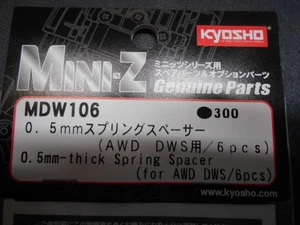 KYOSHO
MINI-Z
ミニッツシリーズ用
スペアパーツ&オプションパーツ
Genuine Parts
MDW106
●300
0.5mmスプリングスペーサー
(AWD DWS用/6pcs)
0.5mm-thick Spring Spacer
(for AWD DWS/6pcs)
www.kyosho.com